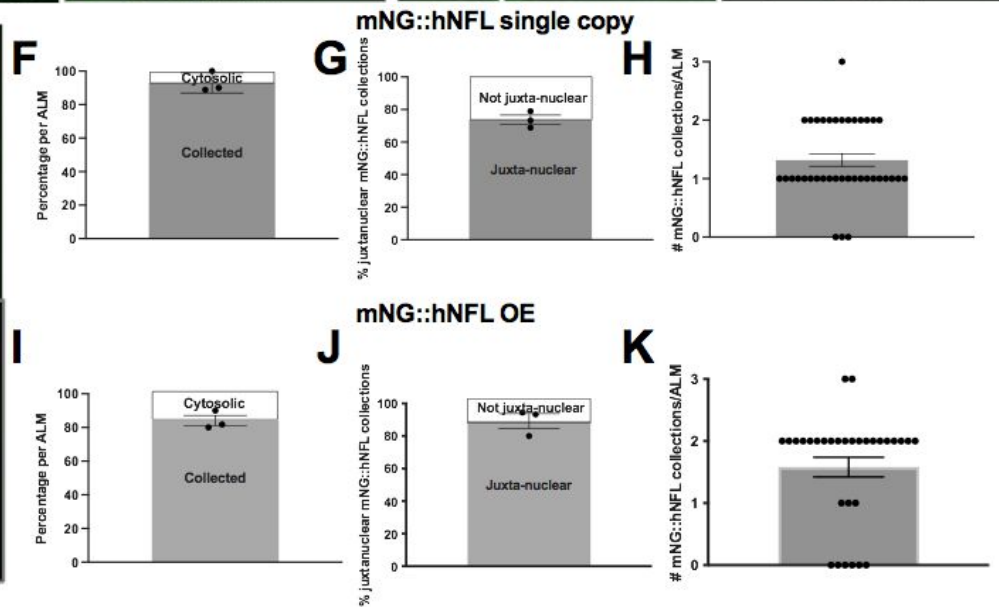 mNG::hNFL single copy
F
Percentage per ALM
100
80
60
40
20
0
Cytosolic
Collected
G
% juxtanuclear mNG::hNFL collections
100
80
60
40
20
0
Not juxta-nuclear
Juxta-nuclear
H
# mNG::hNFL collections/ALM
3
2
1
0
mNG::hNFL OE
I
Percentage per ALM
100
80
60
40
20
0
Cytosolic
Collected
J
% juxtanuclear mNG::hNFL collections
100
80
60
40
20
0
Not juxta-nuclear
Juxta-nuclear
K
# mNG::hNFL collections/ALM
3
2
1
0